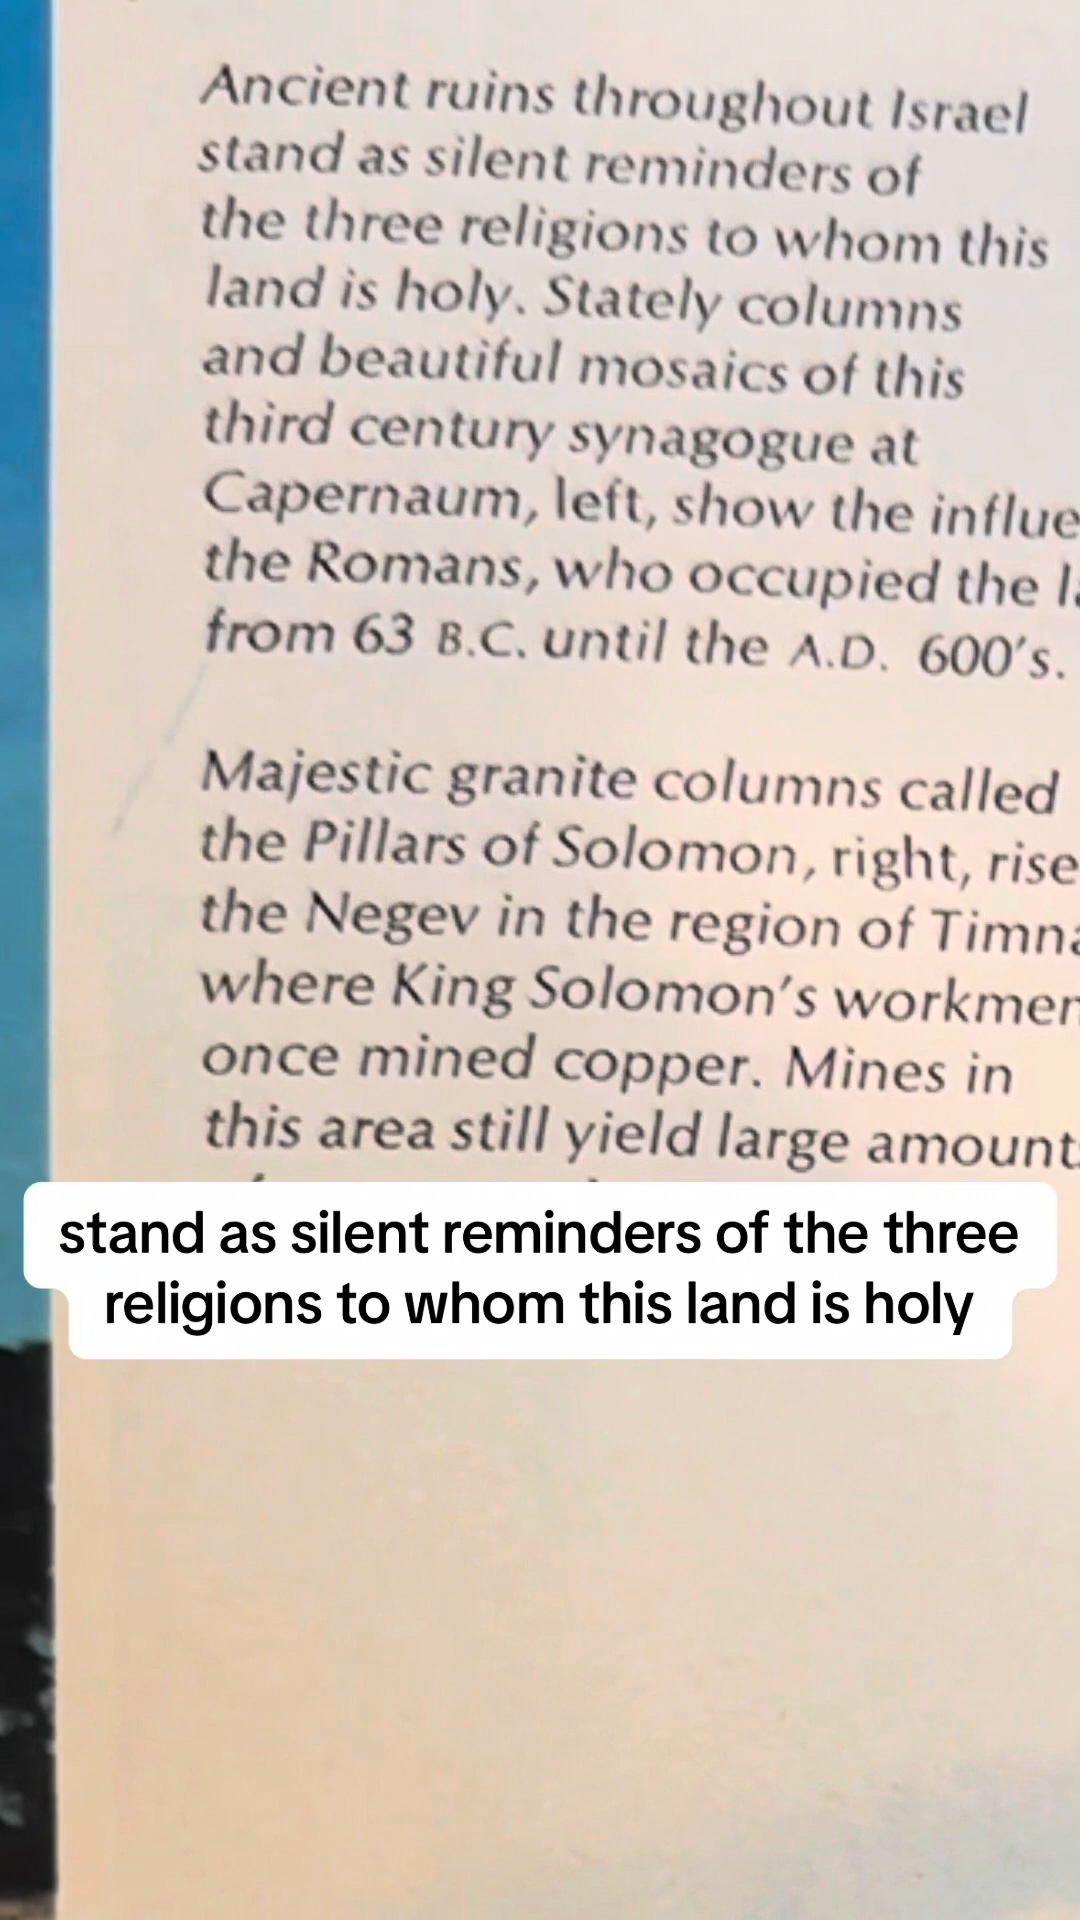 Ancient ruins throughout Israel
stand as silent reminders of
the three religions to whom this
land is holy. Stately columns
and beautiful mosaics of this
third century synagogue at
Capernaum, left, show the influe
the Romans, who occupied the l
from 63 B.C. until the A.D. 600's.
Majestic granite columns called
the Pillars of Solomon, right, rise
the Negev in the region of Timna
where King Solomon's workmen
once mined copper. Mines in
this area still yield large amount
stand as silent reminders of the three
religions to whom this land is holy